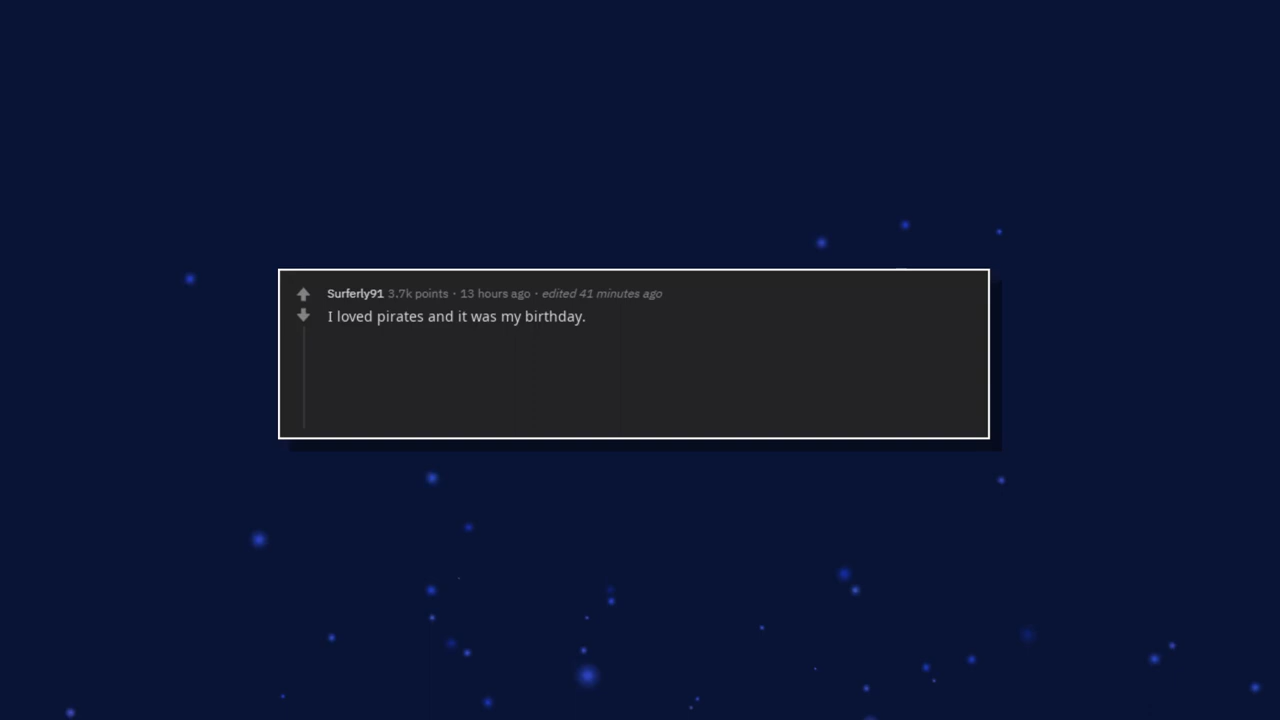 Surferly91 3.7k points · 13 hours ago · edited 41 minutes ago
I loved pirates and it was my birthday.